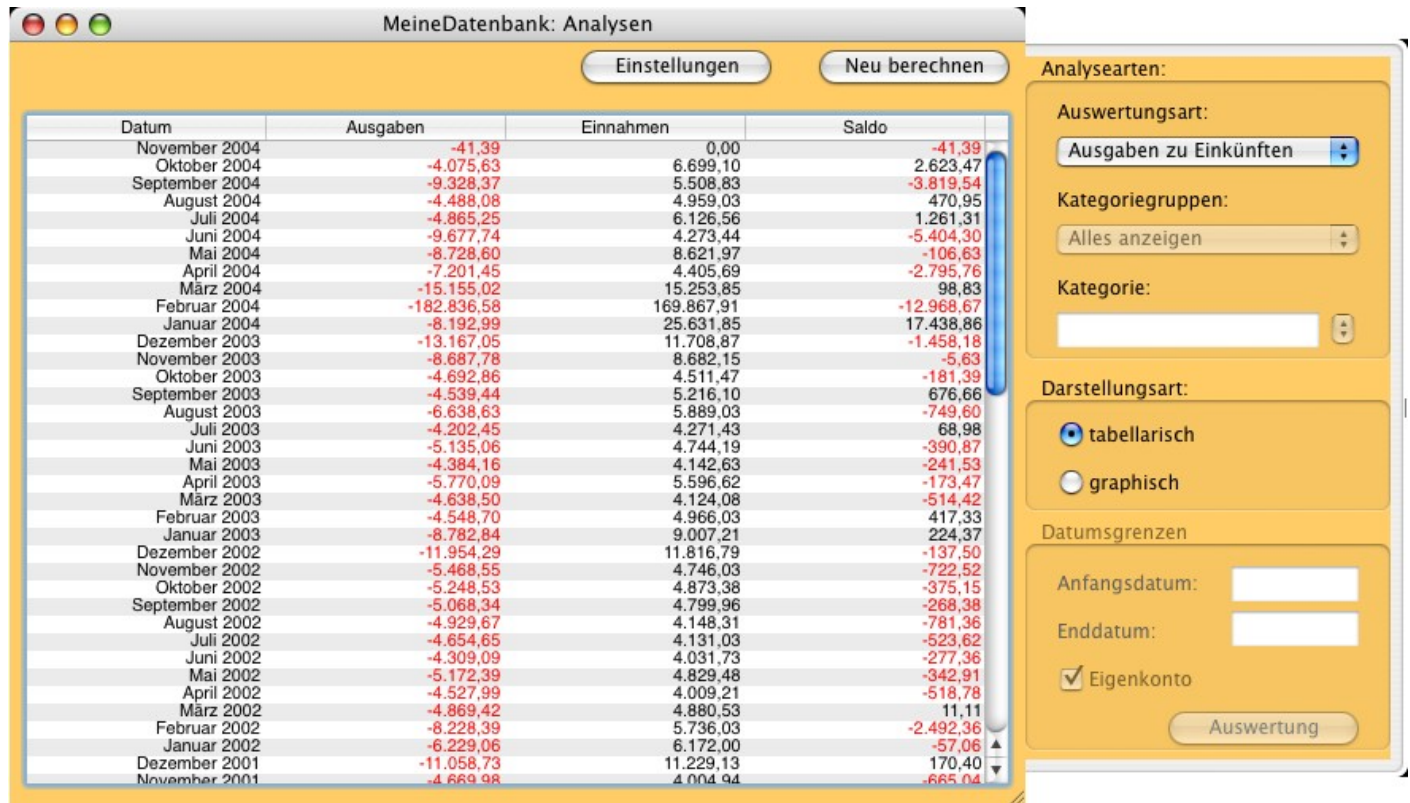 MeineDatenbank: Analysen
Einstellungen Neu berechnen
Datum Ausgaben Einnahmen Saldo
November 2004 -41,39 0,00 -41,39
Oktober 2004 -4.075,63 6.699,10 2.623,47
September 2004 -9.328,37 5.508,83 -3.819,54
August 2004 -4.488,08 4.959,03 470,95
Juli 2004 -4.865,25 6.126,56 1.261,31
Juni 2004 -9.677,74 4.273,44 -5.404,30
Mai 2004 -8.728,60 8.621,97 -106,63
April 2004 -7.201,45 4.405,69 -2.795,76
März 2004 -15.155,02 15.253,85 98,83
Februar 2004 -182.836,58 169.867,91 -12.968,67
Januar 2004 -8.192,99 25.631,85 17.438,86
Dezember 2003 -13.167,05 11.708,87 -1.458,18
November 2003 -8.687,78 8.682,15 -5,63
Oktober 2003 -4.692,86 4.511,47 -181,39
September 2003 -4.539,44 5.216,10 676,66
August 2003 -6.638,63 5.889,03 -749,60
Juli 2003 -4.202,45 4.271,43 68,98
Juni 2003 -5.135,06 4.744,19 -390,87
Mai 2003 -4.384,16 4.142,63 -241,53
April 2003 -5.770,09 5.596,62 -173,47
März 2003 -4.638,50 4.124,08 -514,42
Februar 2003 -4.548,70 4.966,03 417,33
Januar 2003 -8.782,84 9.007,21 224,37
Dezember 2002 -11.954,29 11.816,79 -137,50
November 2002 -5.468,55 4.746,03 -722,52
Oktober 2002 -5.248,53 4.873,38 -375,15
September 2002 -5.068,34 4.799,96 -268,38
August 2002 -4.929,67 4.148,31 -781,36
Juli 2002 -4.654,65 4.131,03 -523,62
Juni 2002 -4.309,09 4.031,73 -277,36
Mai 2002 -5.172,39 4.829,48 -342,91
April 2002 -4.527,99 4.009,21 -518,78
März 2002 -4.869,42 4.880,53 11,11
Februar 2002 -8.228,39 5.736,03 -2.492,36
Januar 2002 -6.229,06 6.172,00 -57,06
Dezember 2001 -11.058,73 11.229,13 170,40
November 2001 -4.669,98 4.004,94 -665,04
Analysearten:
Auswertungsart:
Ausgaben zu Einkünften
Kategoriegruppen:
Alles anzeigen
Kategorie:
Darstellungsart:
tabellarisch
graphisch
Datumsgrenzen
Anfangsdatum:
Enddatum:
Eigenkonto
Auswertung